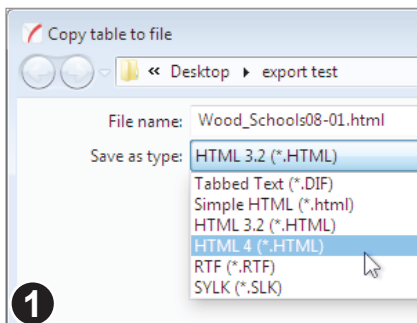 Copy table to file
« Desktop ▸ export test
File name: Wood_Schools08-01.html
Save as type: HTML 3.2 (*.HTML)
Tabbed Text (*.DIF)
Simple HTML (*.html)
HTML 3.2 (*.HTML)
HTML 4 (*.HTML)
RTF (*.RTF)
SYLK (*.SLK)
1